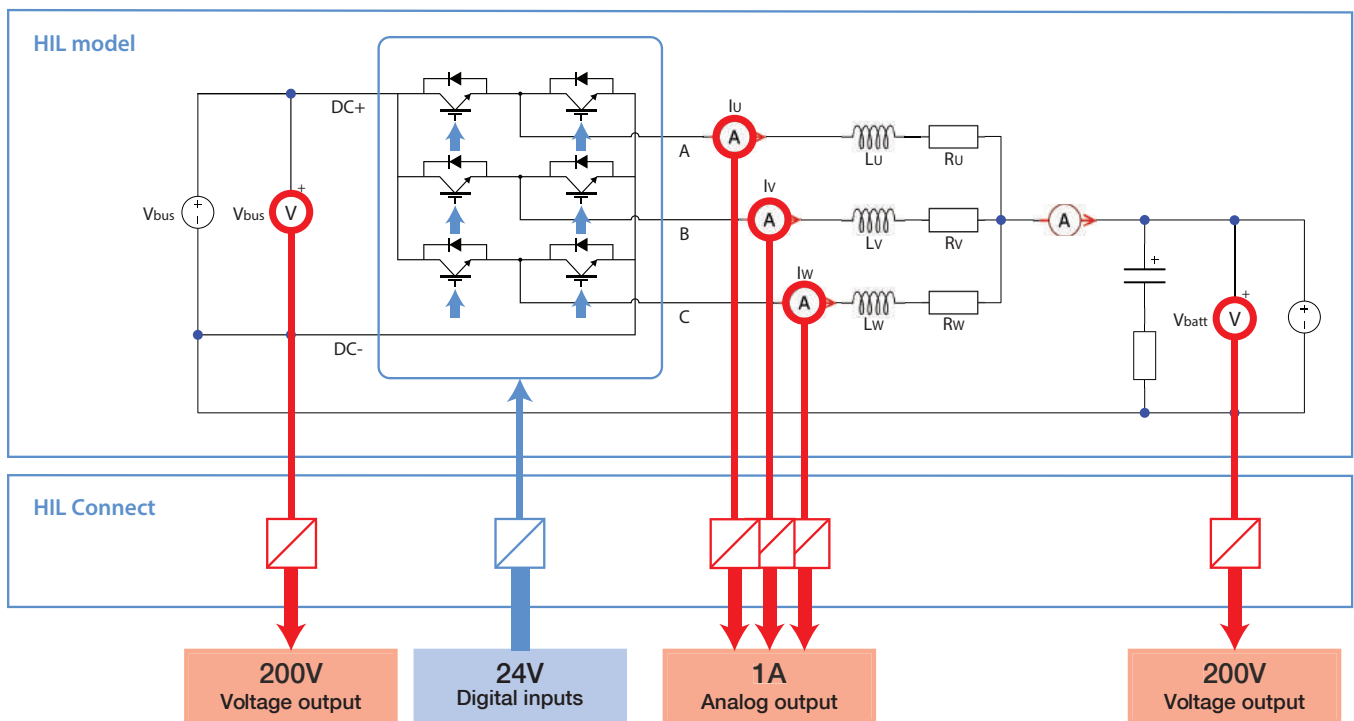 HIL model
DC+
Vbus
+
Vbus
V
DC-
A
B
C
IU
A
LU
RU
IV
A
LV
RV
IW
A
LW
RW
A
+
Vbatt
+
V
HIL Connect
200V
Voltage output
24V
Digital inputs
1A
Analog output
200V
Voltage output